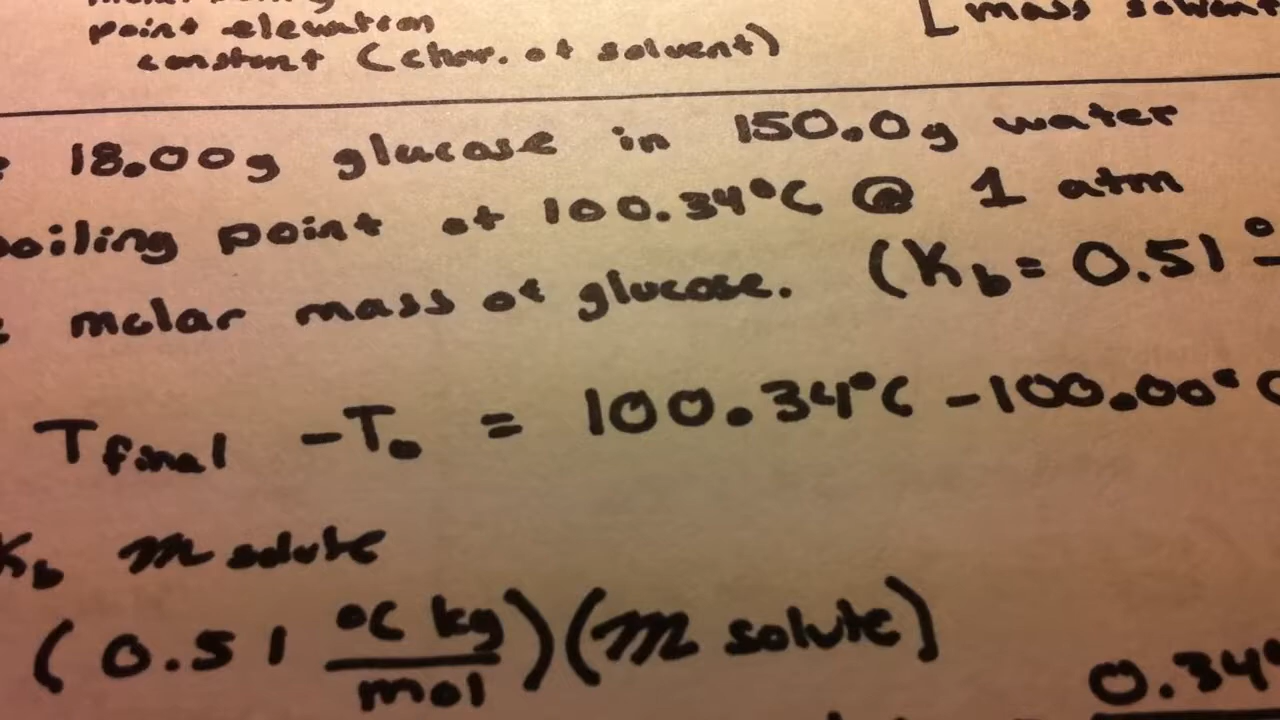 point elevation
constant (char. of solvent)
[mass solvent
18.00g glucose in 150.0g water
boiling point of 100.34°C @ 1 atm
molar mass of glucose. (Kb = 0.51 °
Tfinal - To = 100.34°C - 100.00°C
Kb m solute
(0.51 °C kg/mol)(m solute)
0.34°